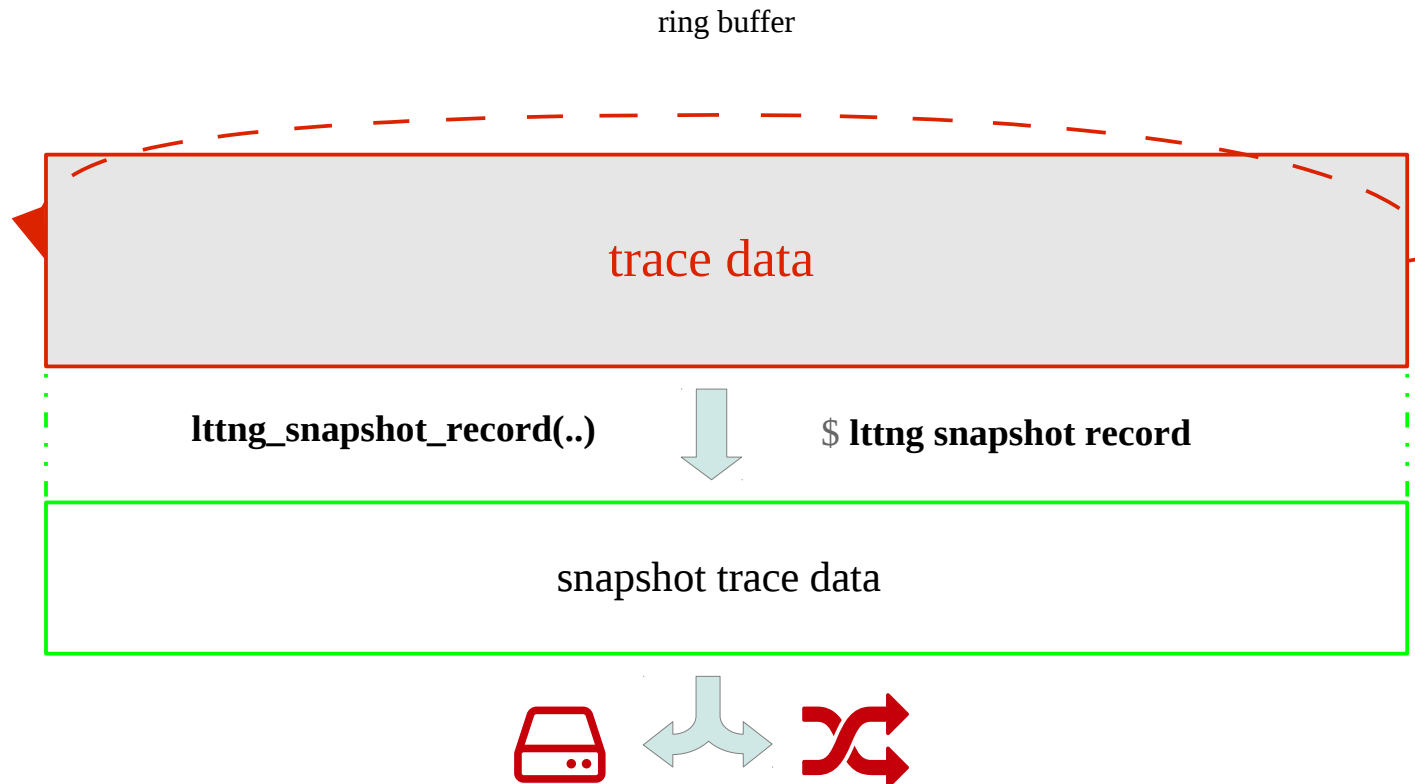 ring buffer
trace data
lttng_snapshot_record(..)
$ lttng snapshot record
snapshot trace data